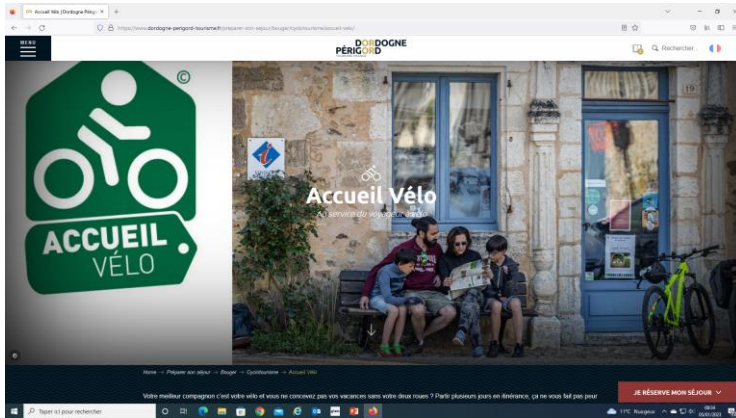 Accueil Vélo | Dordogne Périg
https://www.dordogne-perigord-tourisme.fr/preparer-son-sejour/bouger/cyclotourisme/accueil-velo/
MENU
DORDOGNE
PÉRIGORD
Rechercher...
©
ACCUEIL
VÉLO
19
i
Accueil Vélo
Au service du voyageur à vélo
Home → Préparer son séjour → Bouger → Cyclotourisme → Accueil Vélo
Votre meilleur compagnon c'est votre vélo et vous ne concevez pas vos vacances sans votre deux roues ? Partir plusieurs jours en itinérance, ça ne vous fait pas peur
JE RÉSERVE MON SÉJOUR
Taper ici pour rechercher
11°C Nuageux